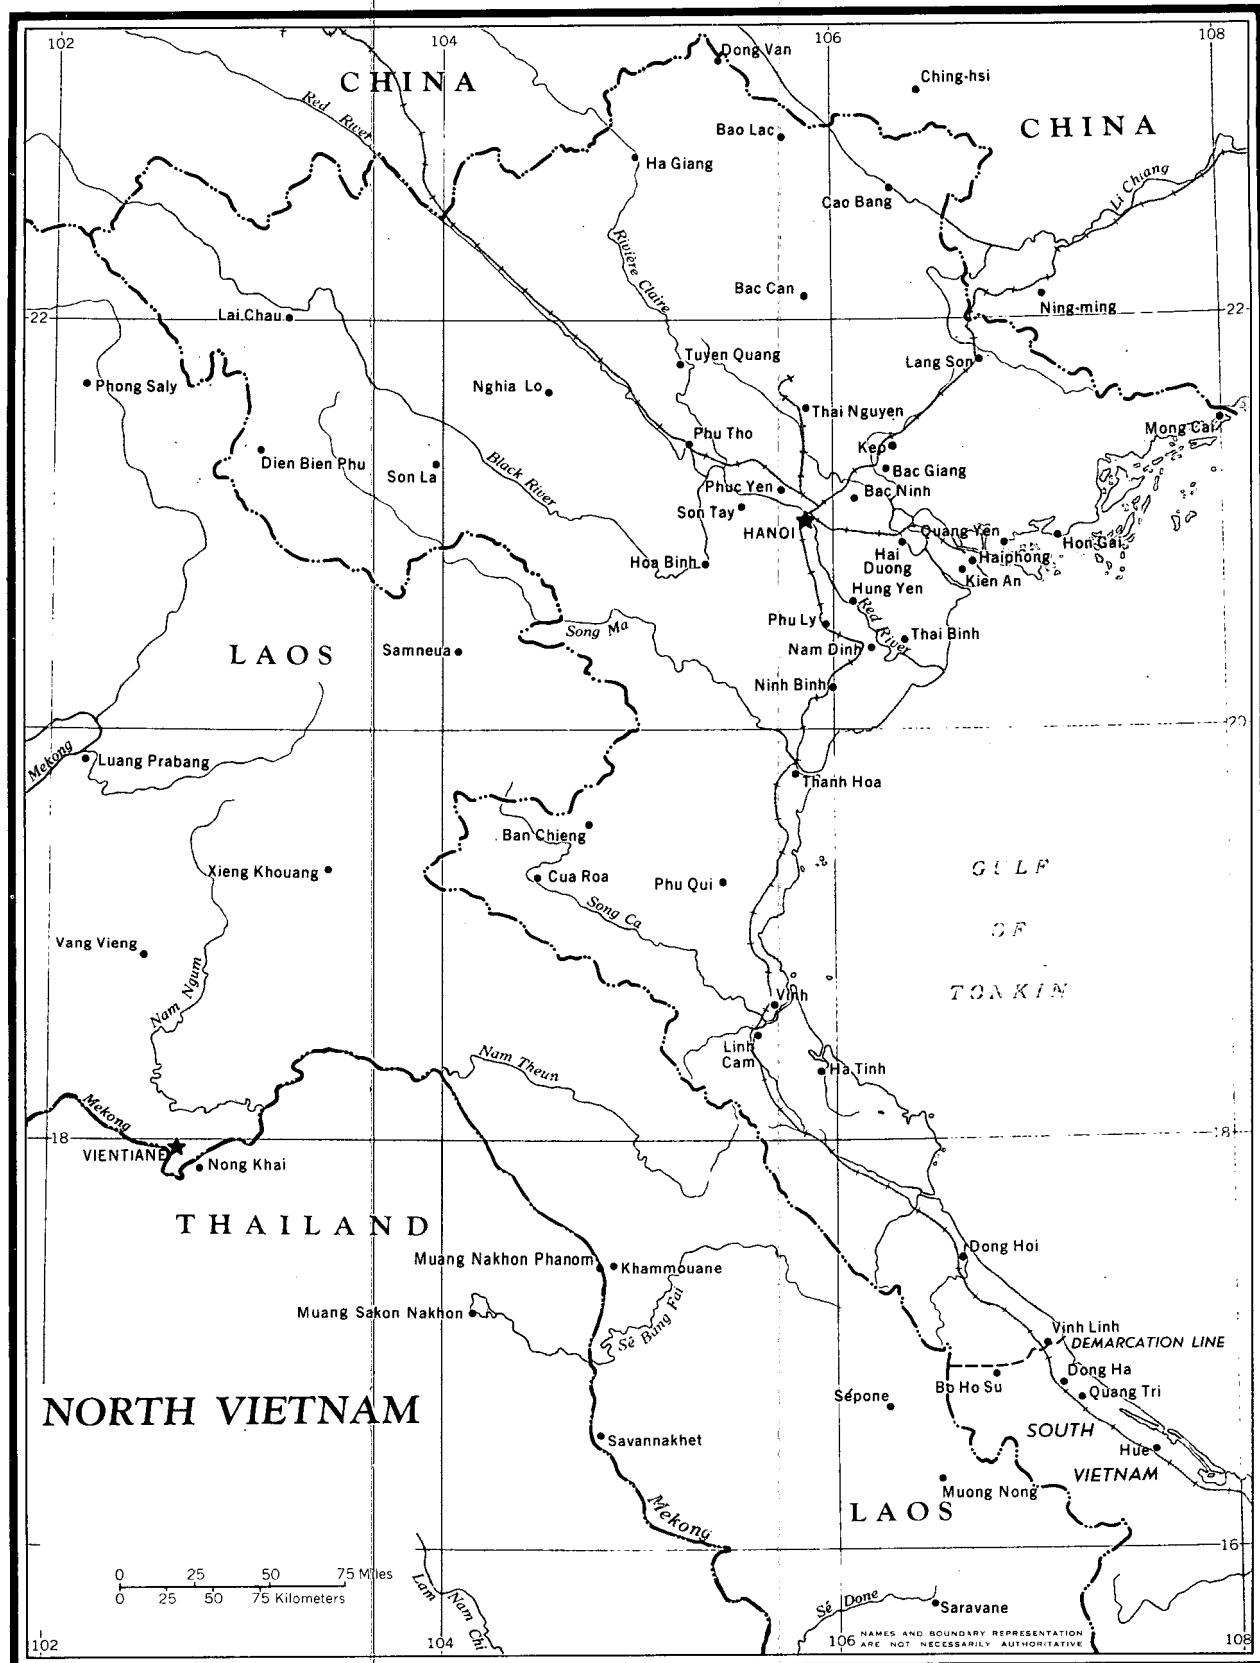 102
104
106
108
CHINA
Dong Van
Ching-hsi
Red River
Bao Lac
CHINA
Ha Giang
Li Chiang
Cao Bang
Rivière Claire
Bac Can
Ning-ming
Lai Chau
22
22
Tuyen Quang
Lang Son
Phong Saly
Nghia Lo
Thai Nguyen
Mong Cai
Phu Tho
Kep
Dien Bien Phu
Son La
Black River
Bac Giang
Phuc Yen
Bac Ninh
Son Tay
HANOI
Quang Yen
Hon Gai
Hai
Duong
Haiphong
Hoa Binh
Kien An
Hung Yen
Red River
Phu Ly
Song Ma
Thai Binh
LAOS
Samneua
Nam Dinh
Ninh Binh
20
Mekong
Luang Prabang
Thanh Hoa
Ban Chieng
GULF
OF
TONKIN
Xieng Khouang
Cua Roa
Phu Qui
Song Ca
Vang Vieng
Nam Ngum
Vinh
Linh
Cam
Nam Theun
Ha Tinh
Mekong
18
18
VIENTIANE
Nong Khai
THAILAND
Dong Hoi
Muang Nakhon Phanom
Khammouane
Muang Sakon Nakhon
Sé Bang Fai
Vinh Linh
DEMARCATION LINE
Dong Ha
Bo Ho Su
Quang Tri
Sépone
NORTH VIETNAM
SOUTH
VIETNAM
Savannakhet
Hue
Muong Nong
Mekong
LAOS
16
0 25 50 75 Miles
0 25 50 75 Kilometers
Lam
Nam Chi
Sé Done
Saravane
NAMES AND BOUNDARY REPRESENTATION
ARE NOT NECESSARILY AUTHORITATIVE
102
104
106
108